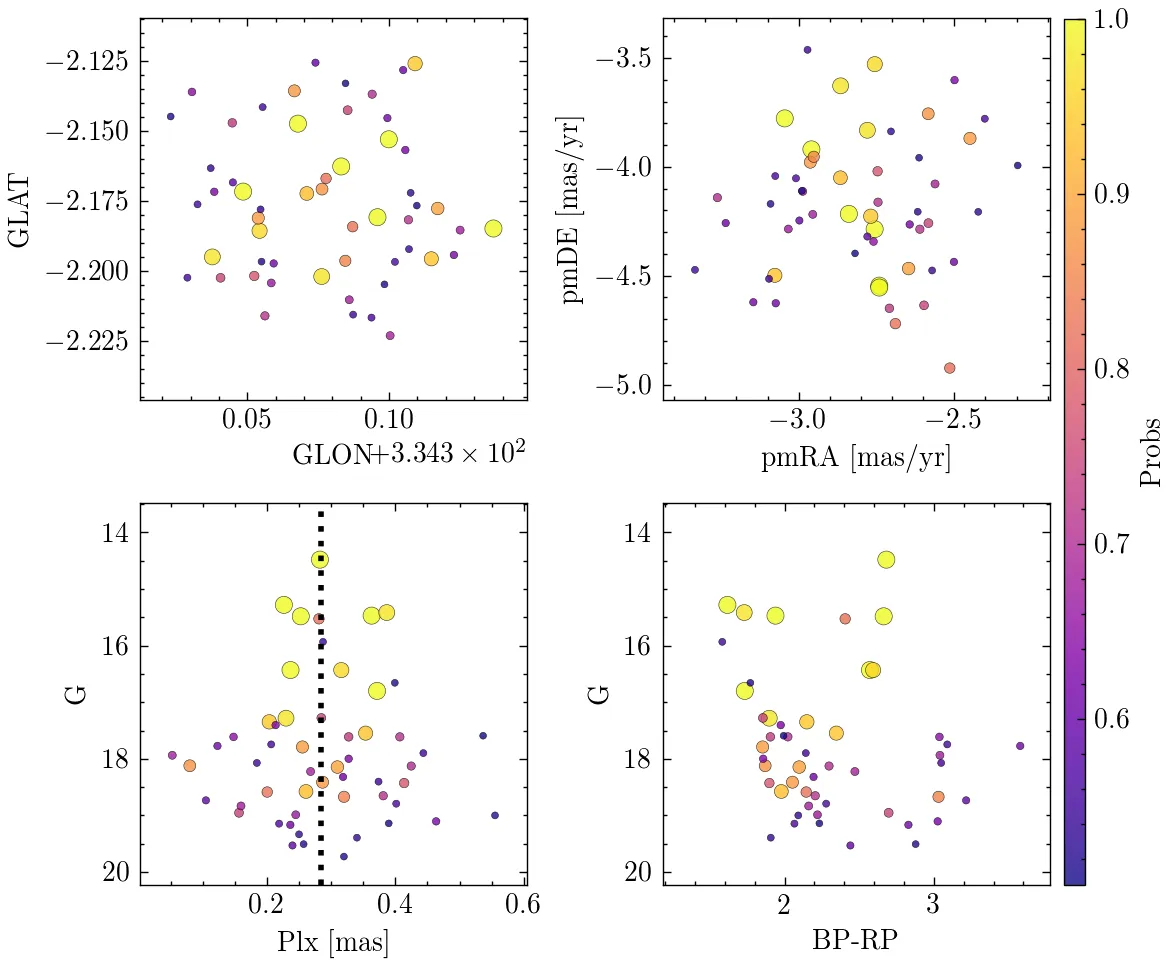 −2.125
−2.150
−2.175
−2.200
−2.225
GLAT
0.05 0.10
GLON+3.343 × 10²
−3.5
−4.0
−4.5
−5.0
pmDE [mas/yr]
−3.0 −2.5
pmRA [mas/yr]
1.0
0.9
0.8
0.7
0.6
Probs
14
16
18
20
G
0.2 0.4 0.6
Plx [mas]
14
16
18
20
G
2 3
BP-RP